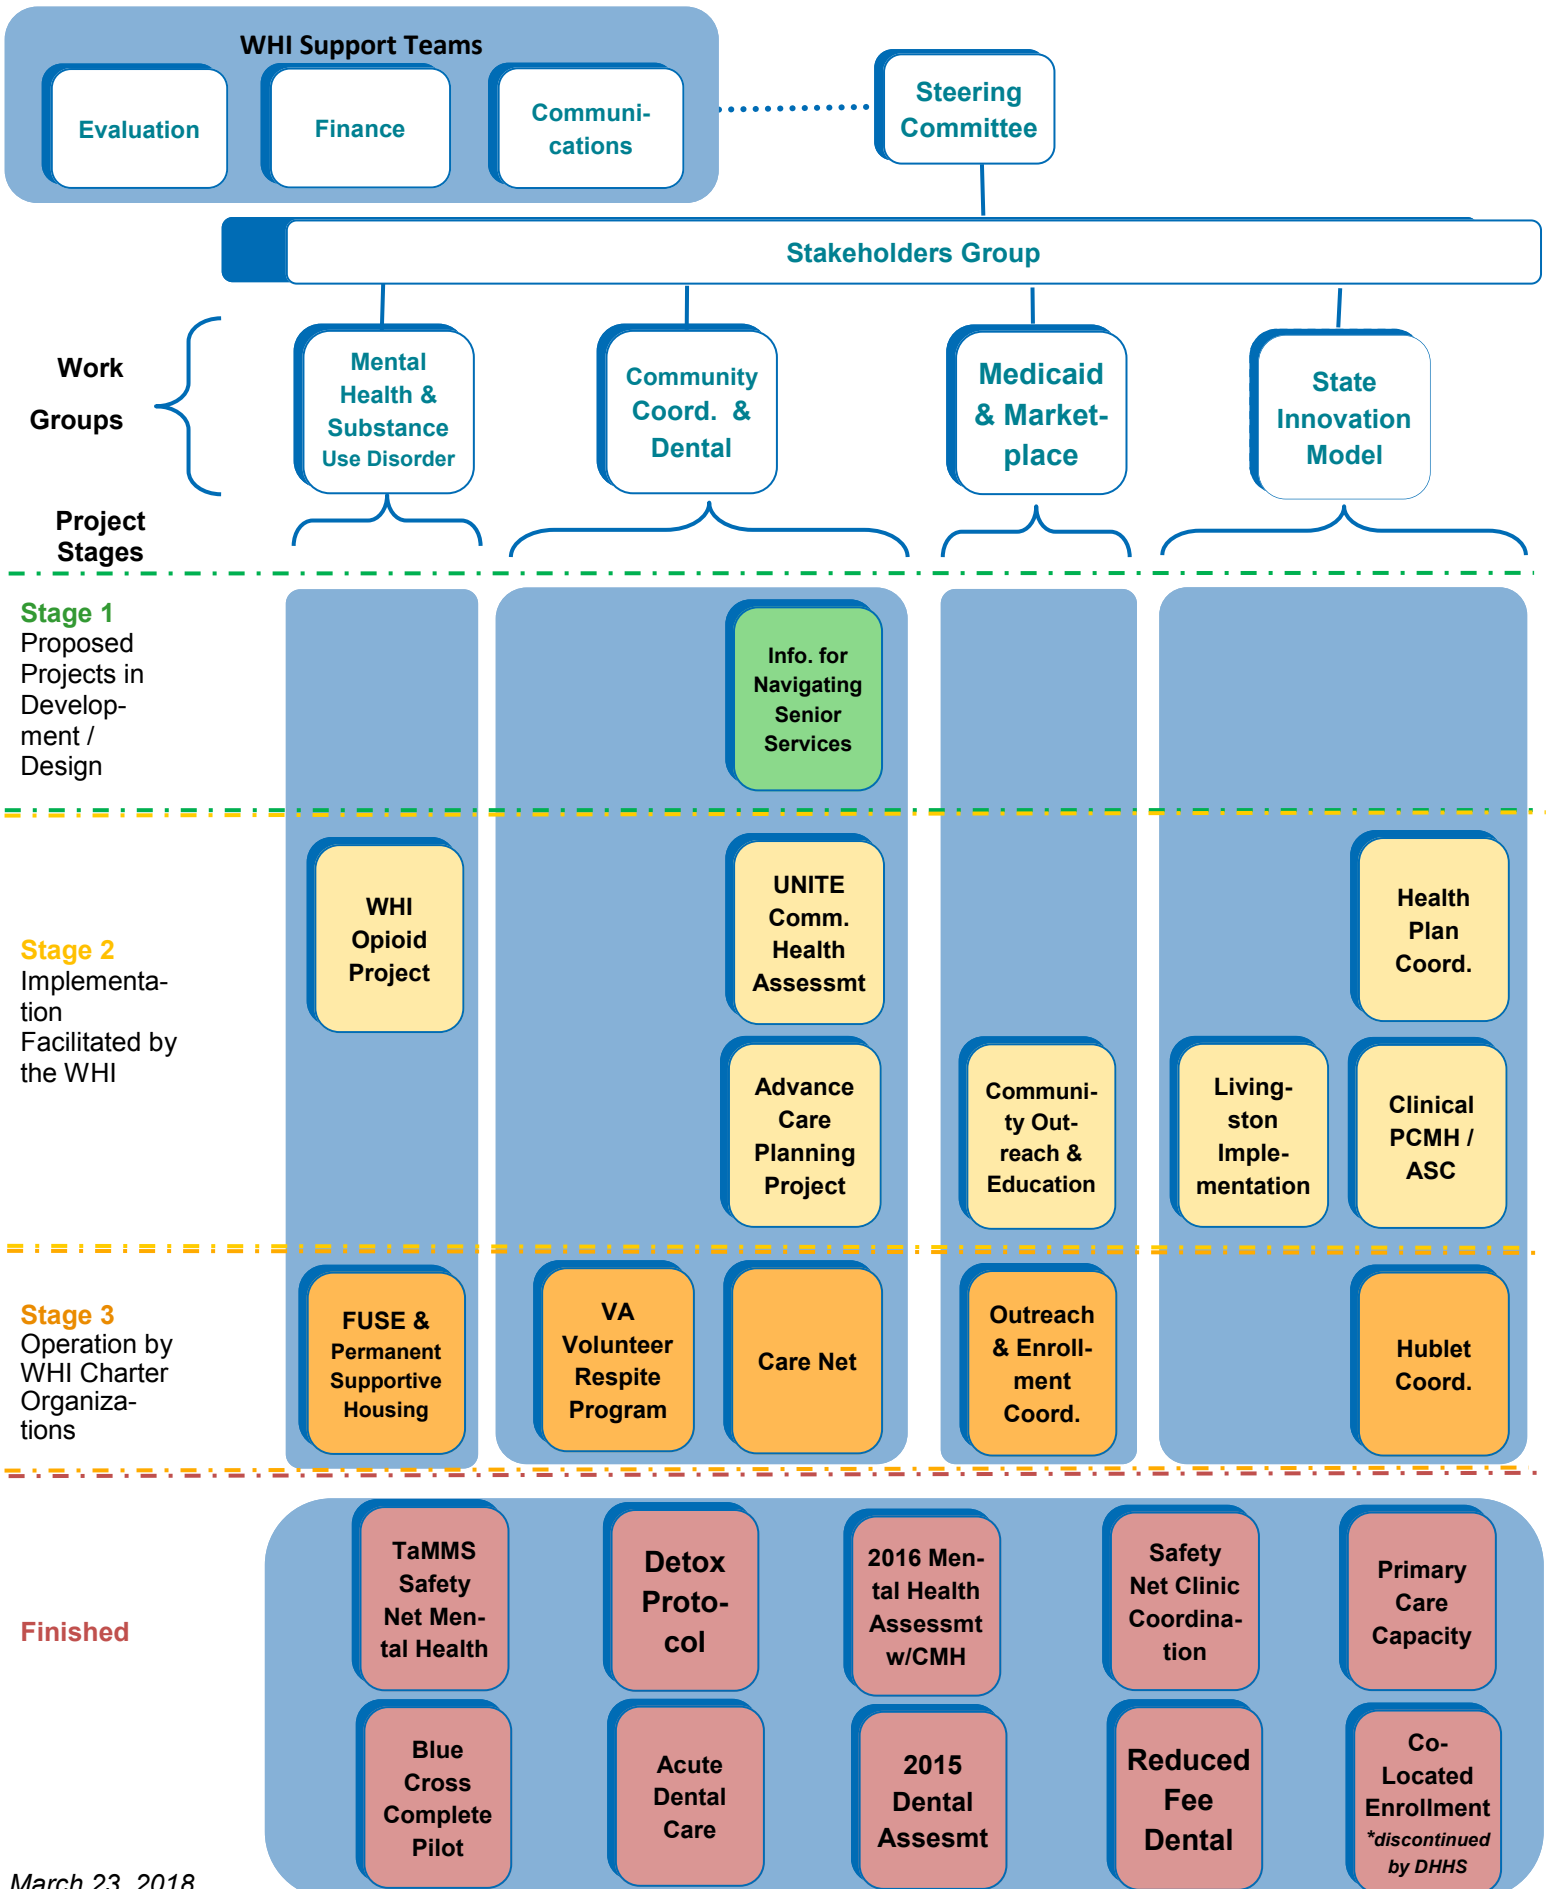 WHI Support Teams
Evaluation
Finance
Communi-
cations
Steering
Committee
Stakeholders Group
Work
Groups
Mental
Health &
Substance
Use Disorder
Community
Coord. &
Dental
Medicaid
& Market-
place
State
Innovation
Model
Project
Stages
Stage 1
Proposed
Projects in
Develop-
ment /
Design
Info. for
Navigating
Senior
Services
Stage 2
Implementa-
tion
Facilitated by
the WHI
WHI
Opioid
Project
UNITE
Comm.
Health
Assessmt
Health
Plan
Coord.
Advance
Care
Planning
Project
Communi-
ty Out-
reach &
Education
Living-
ston
Imple-
mentation
Clinical
PCMH /
ASC
Stage 3
Operation by
WHI Charter
Organiza-
tions
FUSE &
Permanent
Supportive
Housing
VA
Volunteer
Respite
Program
Care Net
Outreach
& Enroll-
ment
Coord.
Hublet
Coord.
Finished
TaMMS
Safety
Net Men-
tal Health
Detox
Proto-
col
2016 Men-
tal Health
Assessmt
w/CMH
Safety
Net Clinic
Coordina-
tion
Primary
Care
Capacity
Blue
Cross
Complete
Pilot
Acute
Dental
Care
2015
Dental
Assesmt
Reduced
Fee
Dental
Co-
Located
Enrollment
*discontinued
by DHHS
March 23, 2018